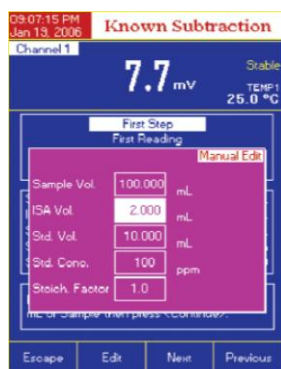 09:07:15 PM
Jan 19, 2006
Known Subtraction
Channel 1
7.7 mV
Stable
TEMP1
25.0 °C
First Step
First Reading
Manual Edit
Sample Vol. 100.000 mL
ISA Vol. 2.000 mL
Std. Vol. 10.000 mL
Std. Conc. 100 ppm
Stoich. Factor 1.0
mL of Sample then press <Continue>.
Escape Edit Next Previous